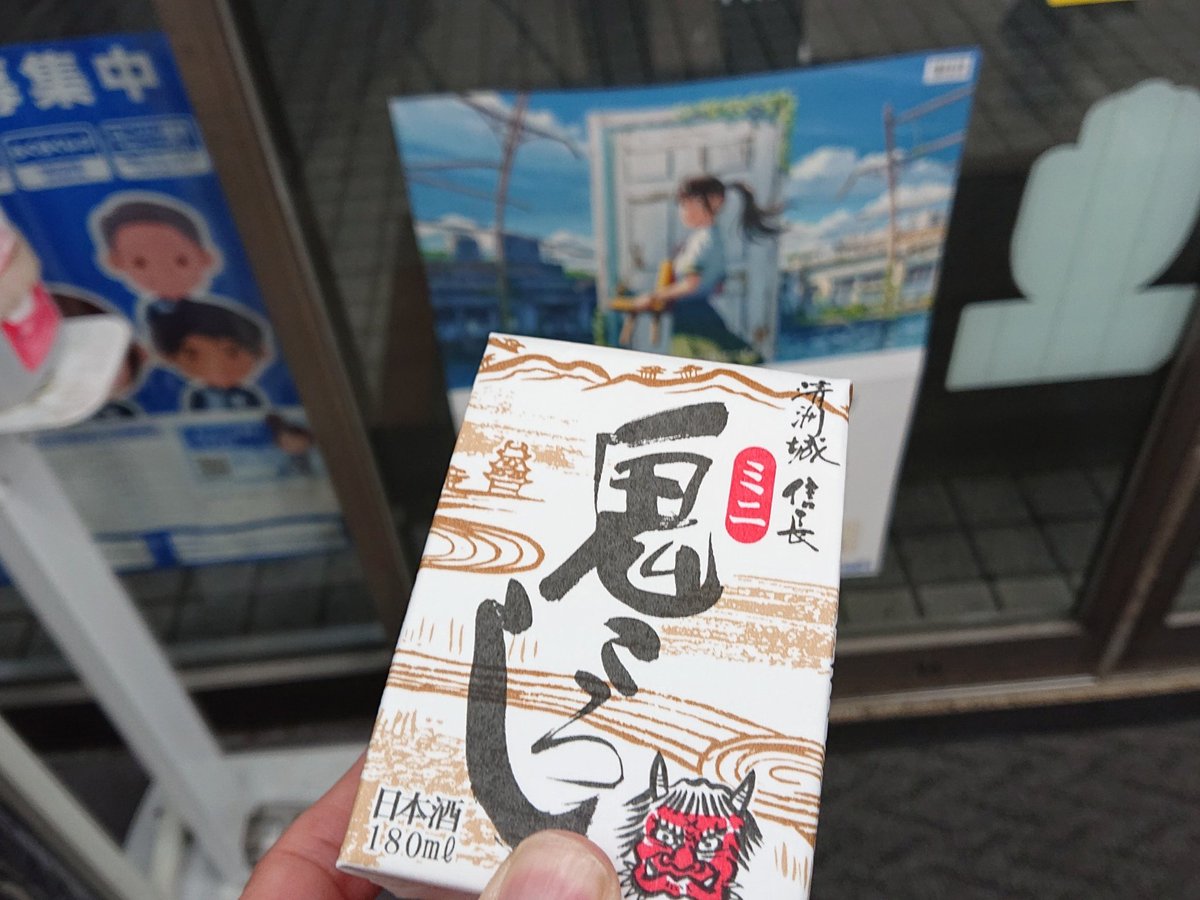 募集中
清洲城 信長
ミニ
鬼ころし
日本酒
180mℓ